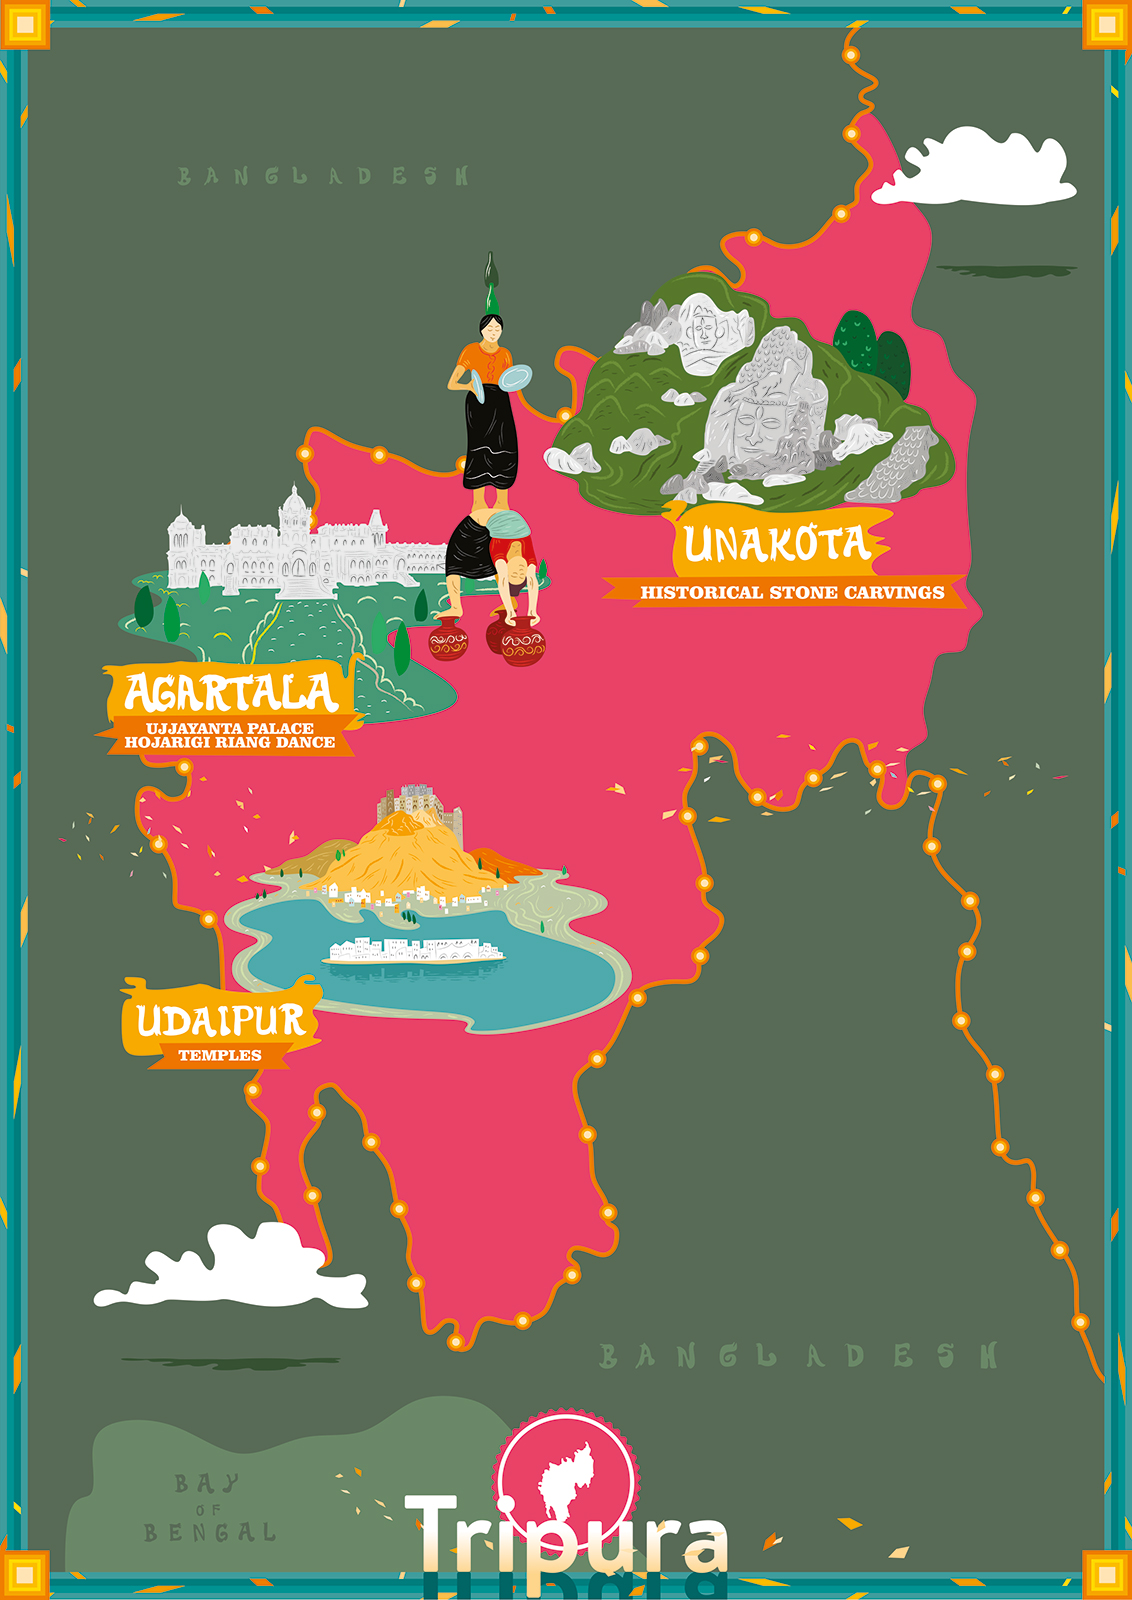 BANGLADESH
UNAKOTA
HISTORICAL STONE CARVINGS
AGARTALA
UJJAYANTA PALACE
HOJARIGI RIANG DANCE
UDAIPUR
TEMPLES
BANGLADESH
BAY
OF
BENGAL
Tripura